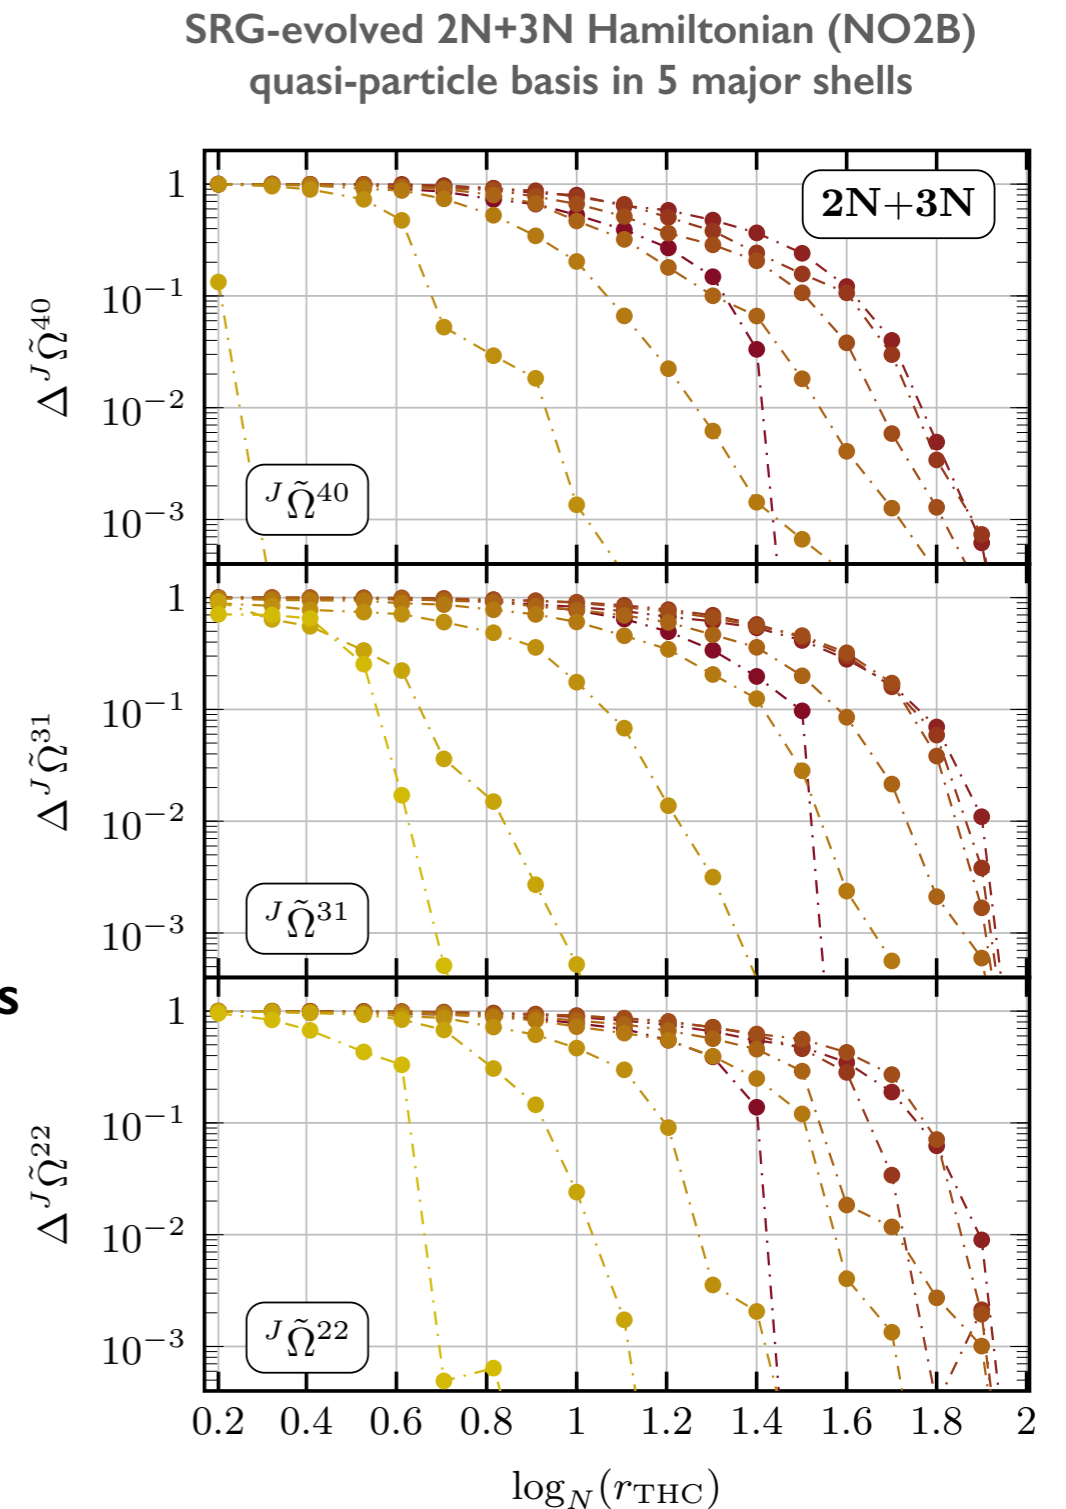 SRG-evolved 2N+3N Hamiltonian (NO2B)
quasi-particle basis in 5 major shells
2N+3N
1
10⁻¹
10⁻²
10⁻³
Δ ᴶΩ̃⁴⁰
ᴶΩ̃⁴⁰
1
10⁻¹
10⁻²
10⁻³
Δ ᴶΩ̃³¹
ᴶΩ̃³¹
s
1
10⁻¹
10⁻²
10⁻³
Δ ᴶΩ̃²²
ᴶΩ̃²²
0.2 0.4 0.6 0.8 1 1.2 1.4 1.6 1.8 2
log_N(r_THC)